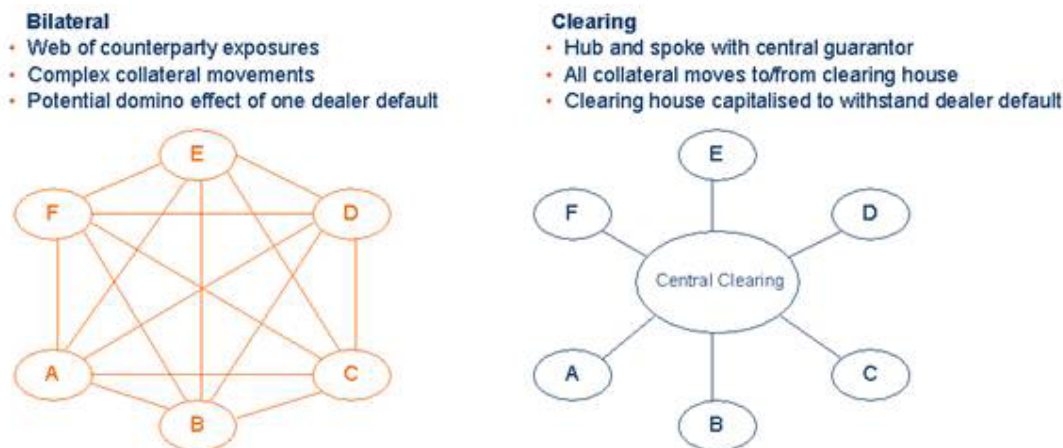 Bilateral
• Web of counterparty exposures
• Complex collateral movements
• Potential domino effect of one dealer default
E
F
D
A
C
B
Clearing
• Hub and spoke with central guarantor
• All collateral moves to/from clearing house
• Clearing house capitalised to withstand dealer default
E
F
D
Central Clearing
A
C
B